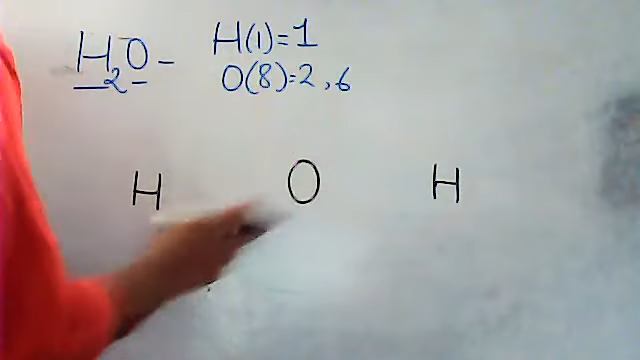 H2O - H(1) = 1
O(8) = 2, 6
H O H